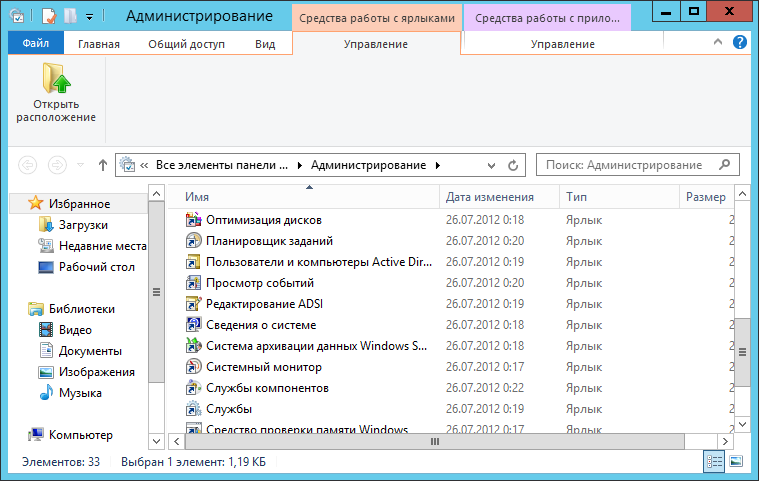 Администрирование
Средства работы с ярлыками
Средства работы с прило...
Файл
Главная
Общий доступ
Вид
Управление
Управление
Открыть
расположение
Все элементы панели ...
Администрирование
Поиск: Администрирование
Имя
Дата изменения
Тип
Размер
Избранное
Загрузки
Недавние места
Рабочий стол
Библиотеки
Видео
Документы
Изображения
Музыка
Компьютер
Оптимизация дисков 26.07.2012 0:18 Ярлык 2
Планировщик заданий 26.07.2012 0:20 Ярлык 2
Пользователи и компьютеры Active Dir... 26.07.2012 0:19 Ярлык 2
Просмотр событий 26.07.2012 0:20 Ярлык 2
Редактирование ADSI 26.07.2012 0:19 Ярлык 2
Сведения о системе 26.07.2012 0:18 Ярлык 2
Система архивации данных Windows S... 26.07.2012 0:18 Ярлык 2
Системный монитор 26.07.2012 0:17 Ярлык 2
Службы компонентов 26.07.2012 0:22 Ярлык 2
Службы 26.07.2012 0:19 Ярлык 2
Средство проверки памяти Windows 26.07.2012 0:17 Ярлык 2
Элементов: 33
Выбран 1 элемент: 1,19 КБ